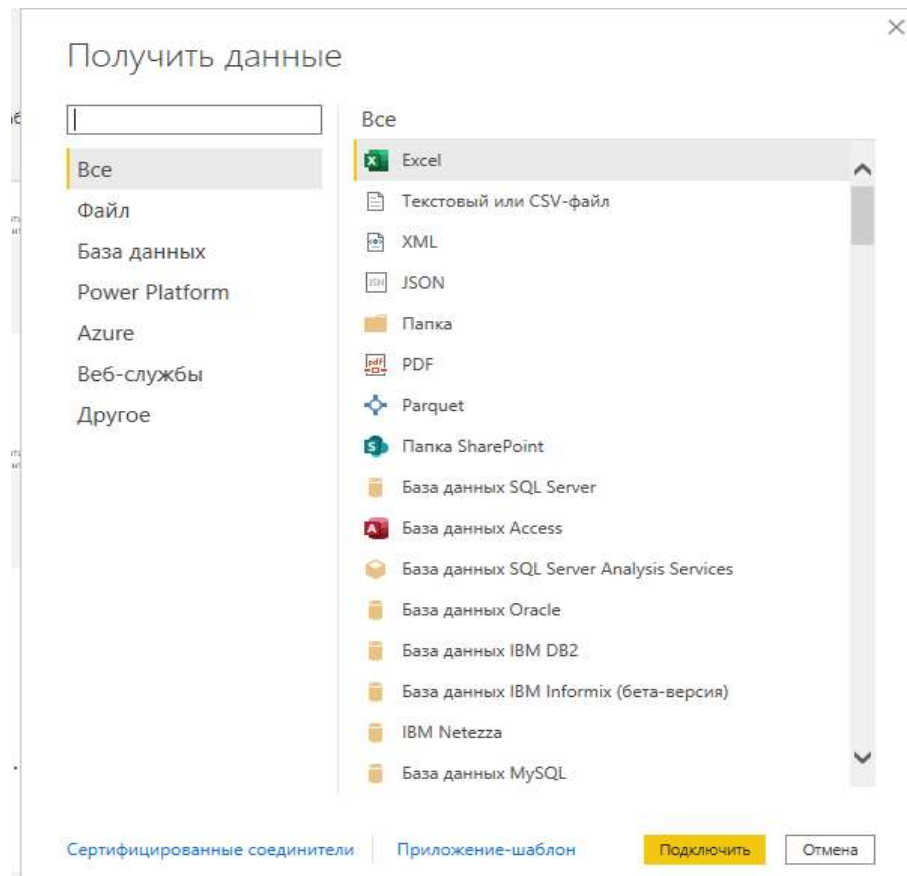 Получить данные
Все
Файл
База данных
Power Platform
Azure
Веб-службы
Другое
Все
Excel
Текстовый или CSV-файл
XML
JSON
Папка
PDF
Parquet
Папка SharePoint
База данных SQL Server
База данных Access
База данных SQL Server Analysis Services
База данных Oracle
База данных IBM DB2
База данных IBM Informix (бета-версия)
IBM Netezza
База данных MySQL
Сертифицированные соединители
Приложение-шаблон
Подключить
Отмена